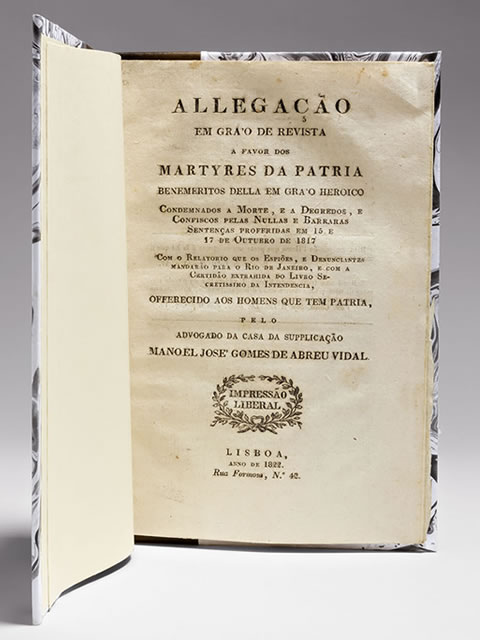 ALLEGAÇÃO
EM GRÁO DE REVISTA
A FAVOR DOS
MARTYRES DA PATRIA
BENEMERITOS DELLA EM GRAO HEROICO
CONDEMNADOS A MORTE, E A DEGREDOS, E
CONFISCOS PELAS NULLAS E BARBARAS
SENTENÇAS PROFFERIDAS EM 15 E
17 DE OUTUBRO DE 1817
COM O RELATORIO QUE OS ESPIÕES, E DENUNCIANTES
MANDARÃO PARA O RIO DE JANEIRO, E COM A
CERTIDÃO EXTRAHIDA DO LIVRO SE-
CRETISSIMO DA INTENDENCIA,
OFFERECIDO AOS HOMENS QUE TEM PATRIA,
PELO
ADVOGADO DA CASA DA SUPPLICAÇÃO
MANOEL JOSE' GOMES DE ABREU VIDAL.
IMPRESSÃO
LIBERAL
LISBOA,
ANNO DE 1822.
Rua Formosa, N.º 42.